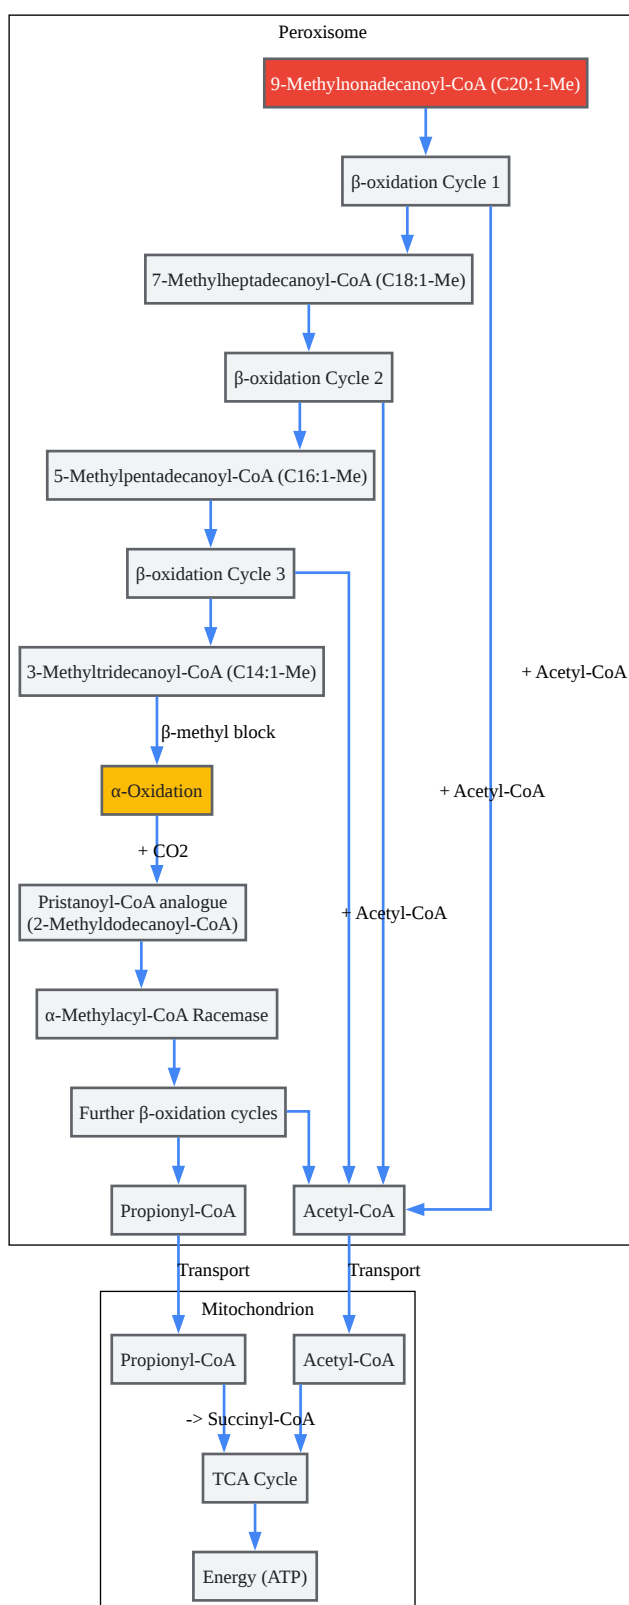 Peroxisome
9-Methylnonadecanoyl-CoA (C20:1-Me)
β-oxidation Cycle 1
7-Methylheptadecanoyl-CoA (C18:1-Me)
β-oxidation Cycle 2
5-Methylpentadecanoyl-CoA (C16:1-Me)
β-oxidation Cycle 3
3-Methyltridecanoyl-CoA (C14:1-Me)
+ Acetyl-CoA
β-methyl block
α-Oxidation
+ Acetyl-CoA
+ CO2
Pristanoyl-CoA analogue
(2-Methyldodecanoyl-CoA)
+ Acetyl-CoA
α-Methylacyl-CoA Racemase
Further β-oxidation cycles
Propionyl-CoA
Acetyl-CoA
Transport
Transport
Mitochondrion
Propionyl-CoA
Acetyl-CoA
-> Succinyl-CoA
TCA Cycle
Energy (ATP)